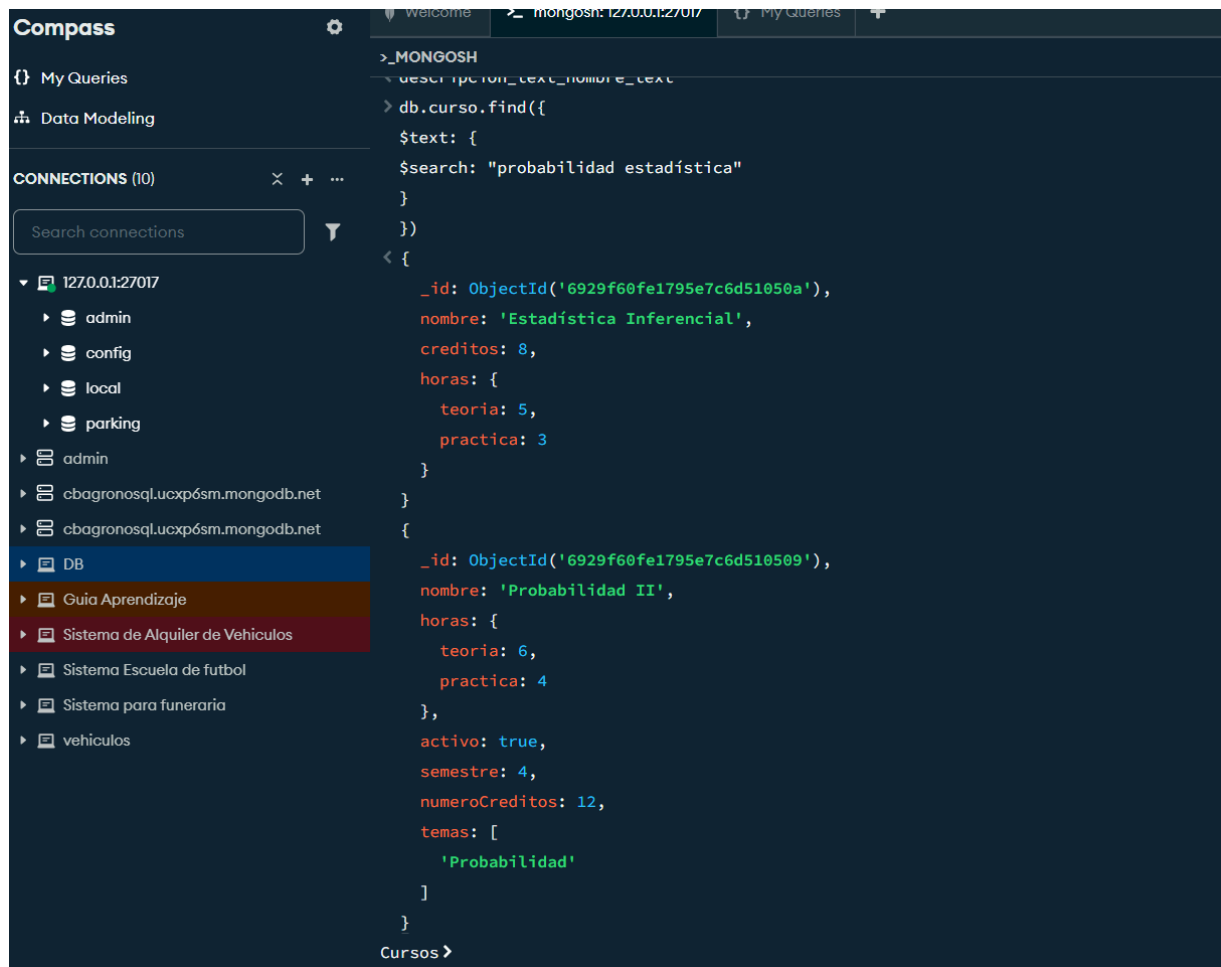 Compass
My Queries
Data Modeling
CONNECTIONS (10)
Search connections
127.0.0.1:27017
admin
config
local
parking
admin
cbagronosql.ucxp6sm.mongodb.net
cbagronosql.ucxp6sm.mongodb.net
DB
Guia Aprendizaje
Sistema de Alquiler de Vehiculos
Sistema Escuela de futbol
Sistema para funeraria
vehiculos
Welcome
>_ mongosh: 127.0.0.1:27017
{} My Queries
+
>_MONGOSH
< descripcion_text_nombre_text
> db.curso.find({
$text: {
$search: "probabilidad estadística"
}
})
< {
_id: ObjectId('6929f60fe1795e7c6d51050a'),
nombre: 'Estadística Inferencial',
creditos: 8,
horas: {
teoria: 5,
practica: 3
}
}
{
_id: ObjectId('6929f60fe1795e7c6d510509'),
nombre: 'Probabilidad II',
horas: {
teoria: 6,
practica: 4
},
activo: true,
semestre: 4,
numeroCreditos: 12,
temas: [
'Probabilidad'
]
}
Cursos>